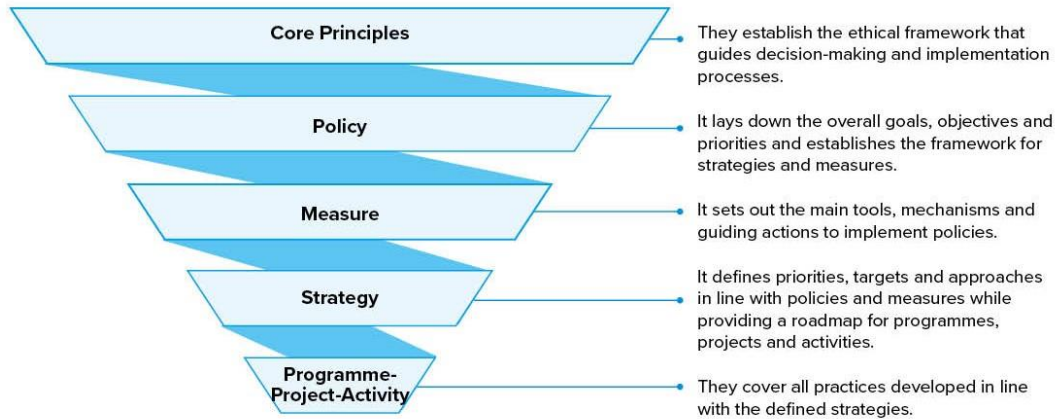 Core Principles
They establish the ethical framework that
guides decision-making and implementation
processes.
Policy
It lays down the overall goals, objectives and
priorities and establishes the framework for
strategies and measures.
Measure
It sets out the main tools, mechanisms and
guiding actions to implement policies.
Strategy
It defines priorities, targets and approaches
in line with policies and measures while
providing a roadmap for programmes,
projects and activities.
Programme-
Project-Activity
They cover all practices developed in line
with the defined strategies.